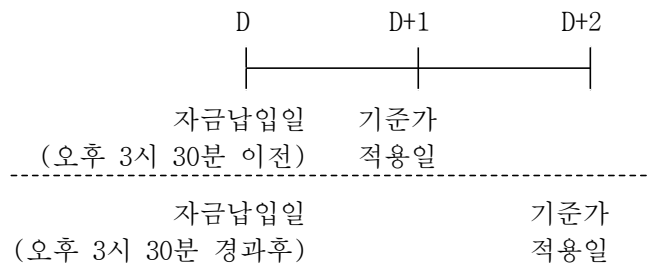 D D+1 D+2
자금납입일 기준가
(오후 3시 30분 이전) 적용일
자금납입일 기준가
(오후 3시 30분 경과후) 적용일